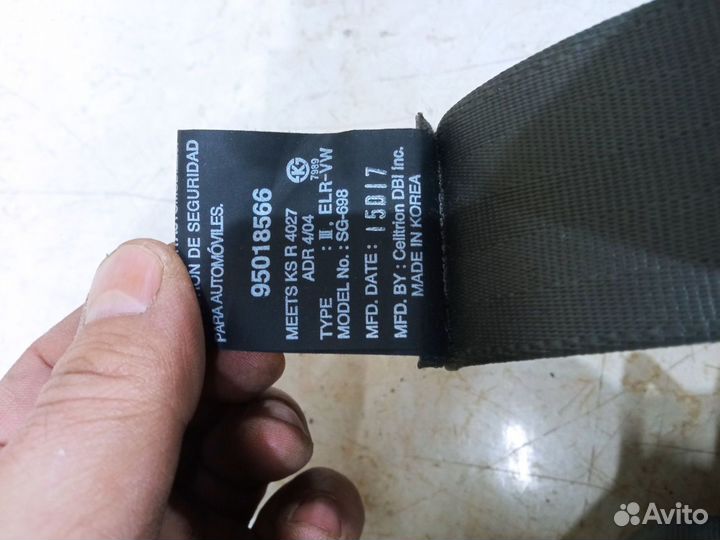 CIÓN DE SEGURIDAD
PARA AUTOMÓVILES.
95018566
MEETS KS R 4027
ADR 4/04
7989
TYPE : III, ELR-VW
MODEL No. : SG-698
MFD. DATE : 15D17
MFD. BY : Celltrion DBI Inc.
MADE IN KOREA
Avito